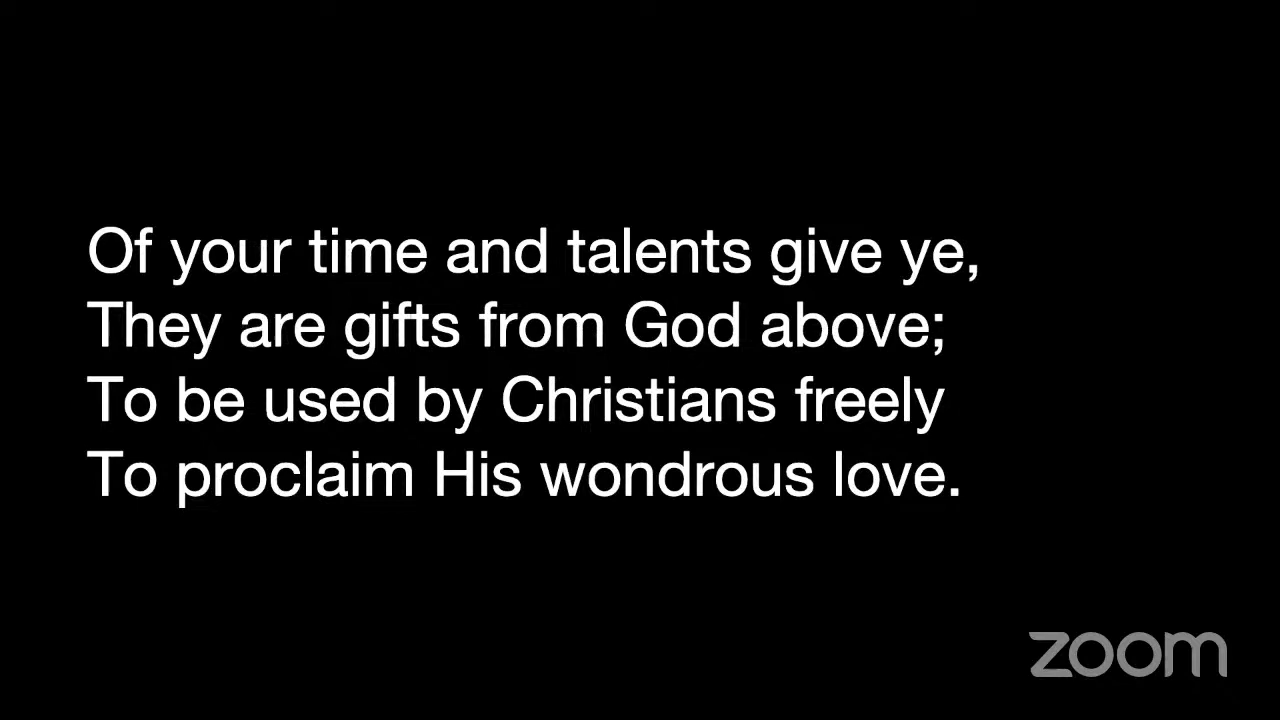 Of your time and talents give ye,
They are gifts from God above;
To be used by Christians freely
To proclaim His wondrous love.
zoom